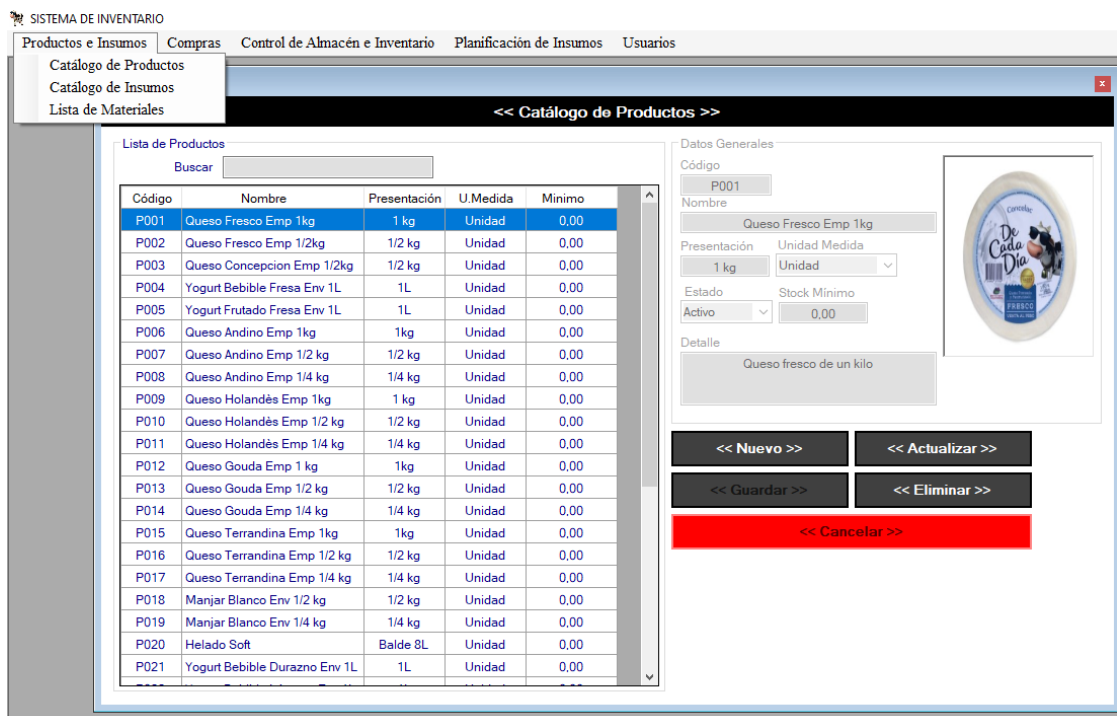 SISTEMA DE INVENTARIO
Productos e Insumos Compras Control de Almacén e Inventario Planificación de Insumos Usuarios
Catálogo de Productos
Catálogo de Insumos
Lista de Materiales
x
<< Catálogo de Productos >>
Lista de Productos
Buscar
Código Nombre Presentación U.Medida Minimo
P001 Queso Fresco Emp 1kg 1 kg Unidad 0,00
P002 Queso Fresco Emp 1/2kg 1/2 kg Unidad 0,00
P003 Queso Concepcion Emp 1/2kg 1/2 kg Unidad 0,00
P004 Yogurt Bebible Fresa Env 1L 1L Unidad 0,00
P005 Yogurt Frutado Fresa Env 1L 1L Unidad 0,00
P006 Queso Andino Emp 1kg 1kg Unidad 0,00
P007 Queso Andino Emp 1/2 kg 1/2 kg Unidad 0,00
P008 Queso Andino Emp 1/4 kg 1/4 kg Unidad 0,00
P009 Queso Holandès Emp 1kg 1 kg Unidad 0,00
P010 Queso Holandès Emp 1/2 kg 1/2 kg Unidad 0,00
P011 Queso Holandès Emp 1/4 kg 1/4 kg Unidad 0,00
P012 Queso Gouda Emp 1 kg 1kg Unidad 0,00
P013 Queso Gouda Emp 1/2 kg 1/2 kg Unidad 0,00
P014 Queso Gouda Emp 1/4 kg 1/4 kg Unidad 0,00
P015 Queso Terrandina Emp 1kg 1kg Unidad 0,00
P016 Queso Terrandina Emp 1/2 kg 1/2 kg Unidad 0,00
P017 Queso Terrandina Emp 1/4 kg 1/4 kg Unidad 0,00
P018 Manjar Blanco Env 1/2 kg 1/2 kg Unidad 0,00
P019 Manjar Blanco Env 1/4 kg 1/4 kg Unidad 0,00
P020 Helado Soft Balde 8L Unidad 0,00
P021 Yogurt Bebible Durazno Env 1L 1L Unidad 0,00
Datos Generales
Código
P001
Nombre
Queso Fresco Emp 1kg
Presentación Unidad Medida
1 kg Unidad
Estado Stock Mínimo
Activo 0,00
Detalle
Queso fresco de un kilo
Concelac
De
Cada
Día
FRESCO
<< Nuevo >> << Actualizar >>
<< Guardar >> << Eliminar >>
<< Cancelar >>